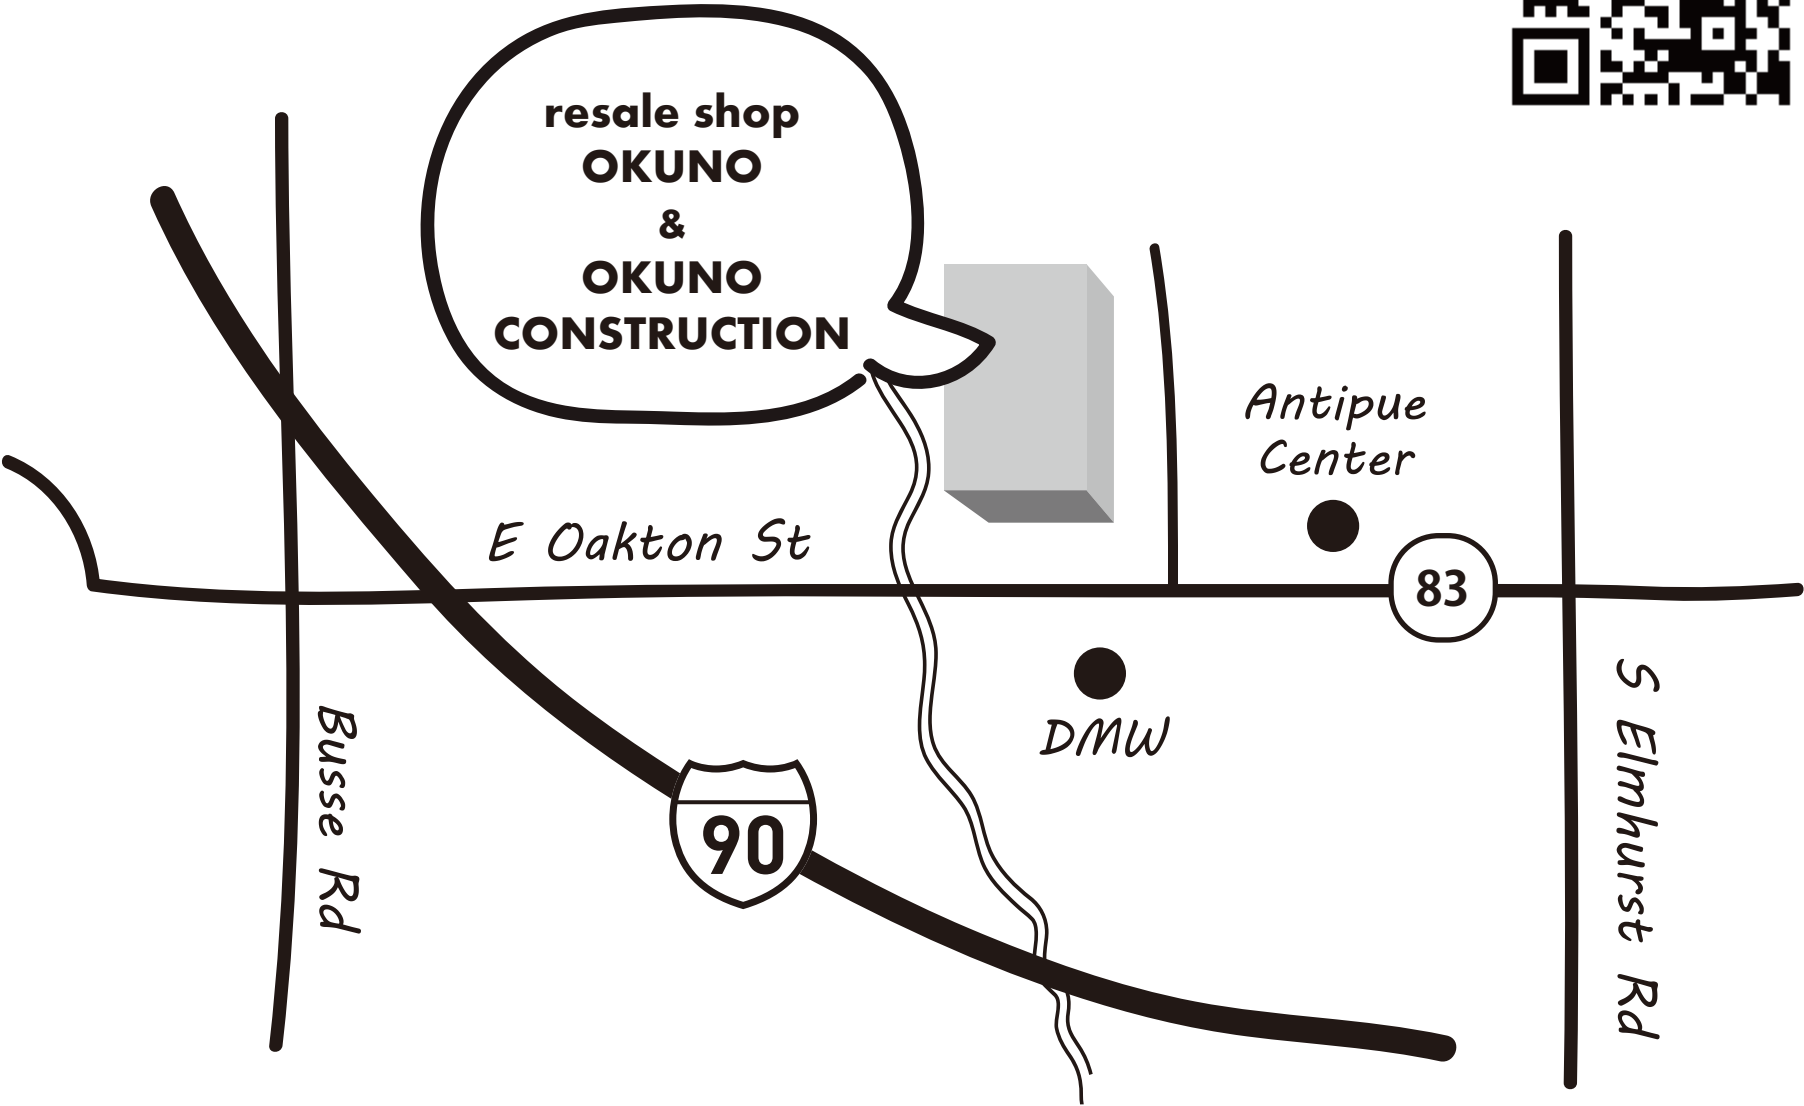 resale shop
OKUNO
&
OKUNO
CONSTRUCTION
Antipue
Center
E Oakton St
83
DMW
Busse Rd
90
S Elmhurst Rd